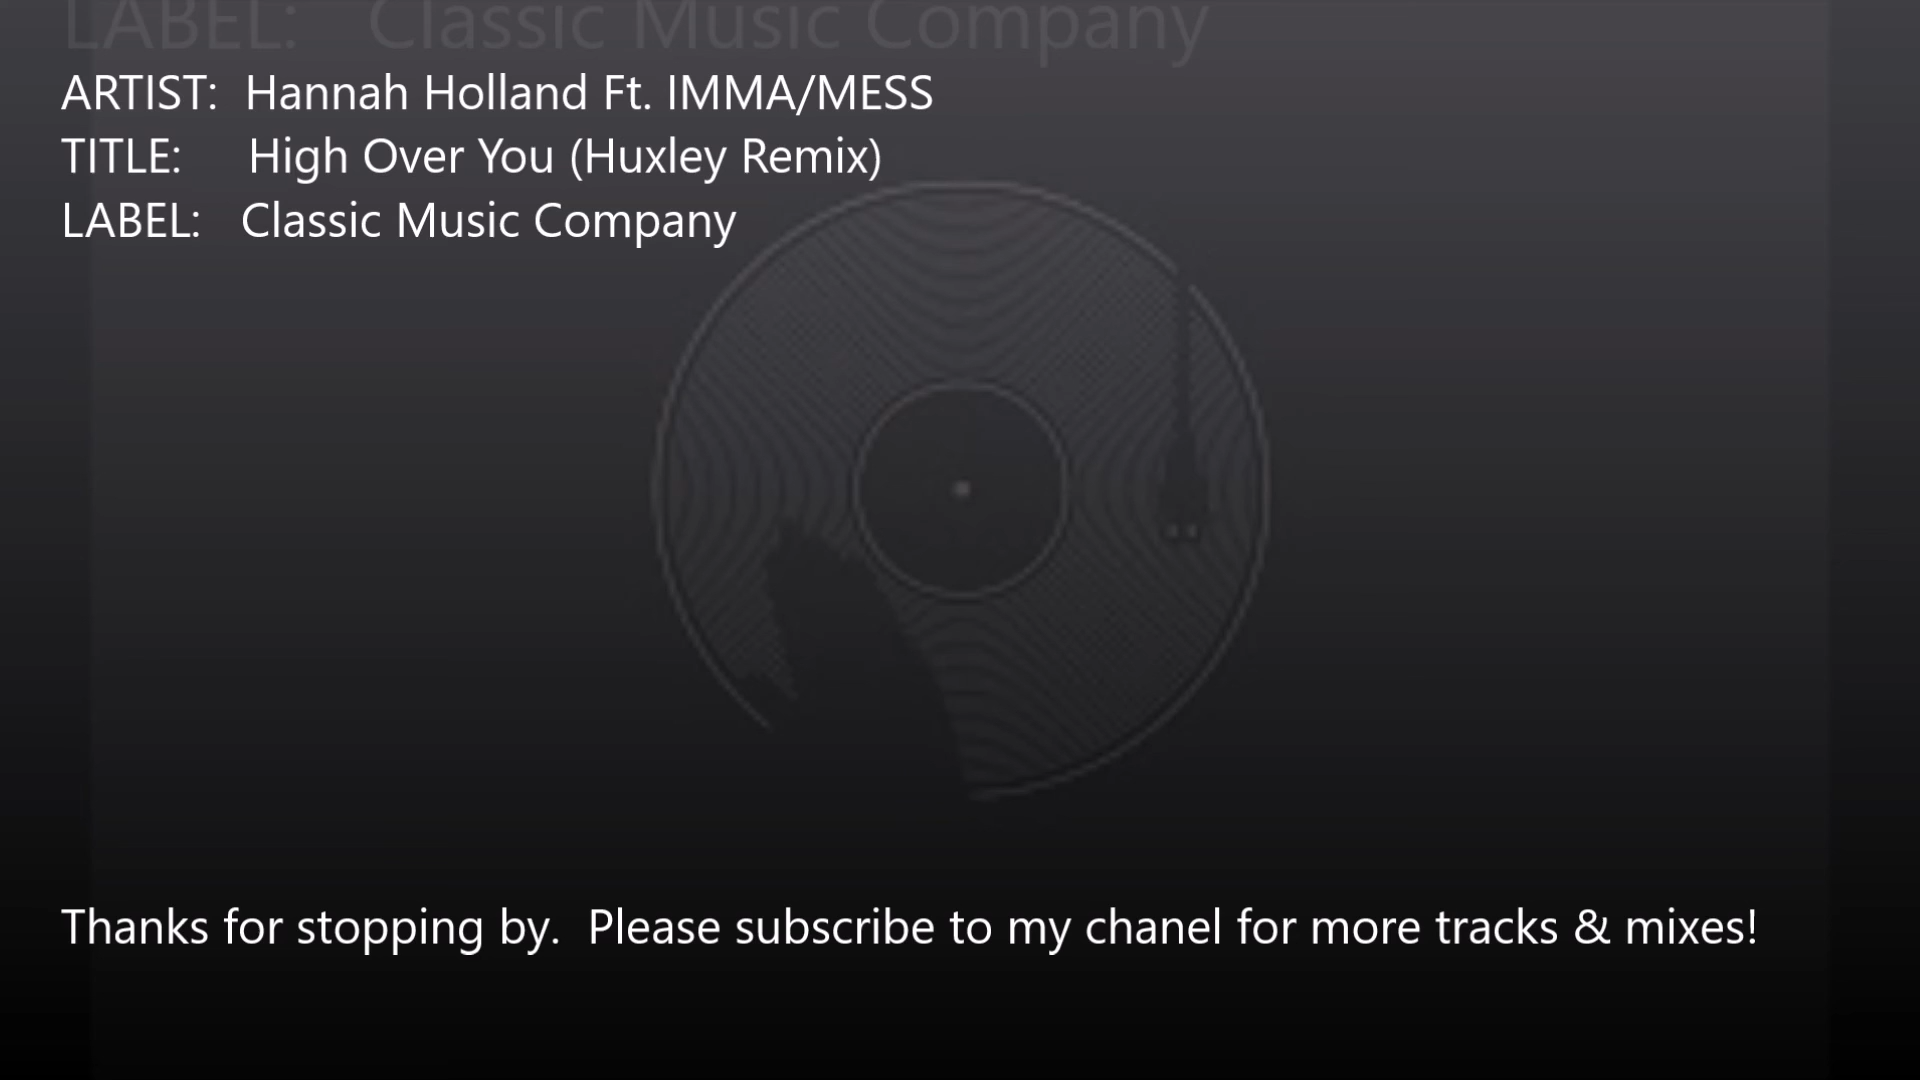 LABEL: Classic Music Company
ARTIST: Hannah Holland Ft. IMMA/MESS
TITLE: High Over You (Huxley Remix)
LABEL: Classic Music Company
Thanks for stopping by. Please subscribe to my chanel for more tracks & mixes!